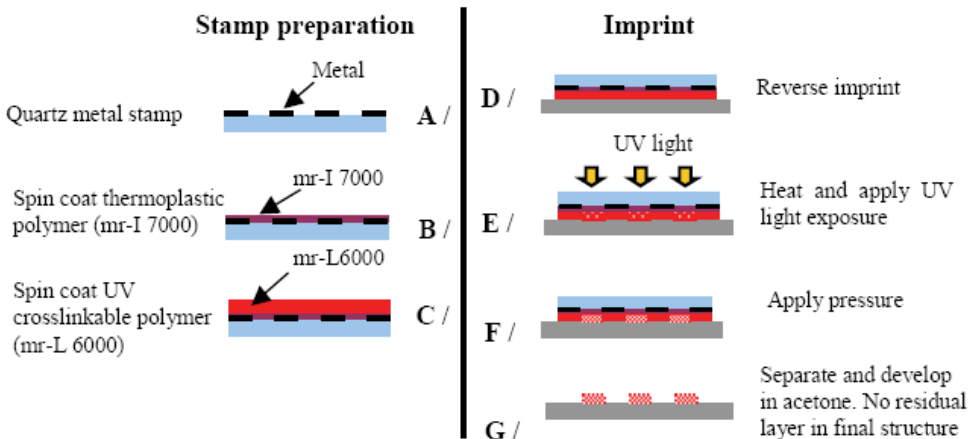 Stamp preparation
Metal
Quartz metal stamp
A /
mr-I 7000
Spin coat thermoplastic
polymer (mr-I 7000)
B /
mr-L6000
Spin coat UV
crosslinkable polymer
(mr-L 6000)
C /
Imprint
D /
Reverse imprint
UV light
E /
Heat and apply UV
light exposure
F /
Apply pressure
G /
Separate and develop
in acetone. No residual
layer in final structure